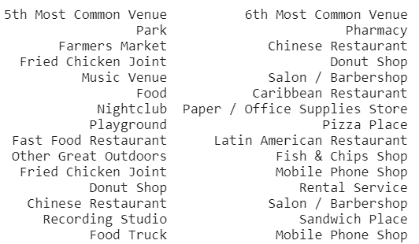 5th Most Common Venue 6th Most Common Venue
Park Pharmacy
Farmers Market Chinese Restaurant
Fried Chicken Joint Donut Shop
Music Venue Salon / Barbershop
Food Caribbean Restaurant
Nightclub Paper / Office Supplies Store
Playground Pizza Place
Fast Food Restaurant Latin American Restaurant
Other Great Outdoors Fish & Chips Shop
Fried Chicken Joint Mobile Phone Shop
Donut Shop Rental Service
Chinese Restaurant Salon / Barbershop
Recording Studio Sandwich Place
Food Truck Mobile Phone Shop